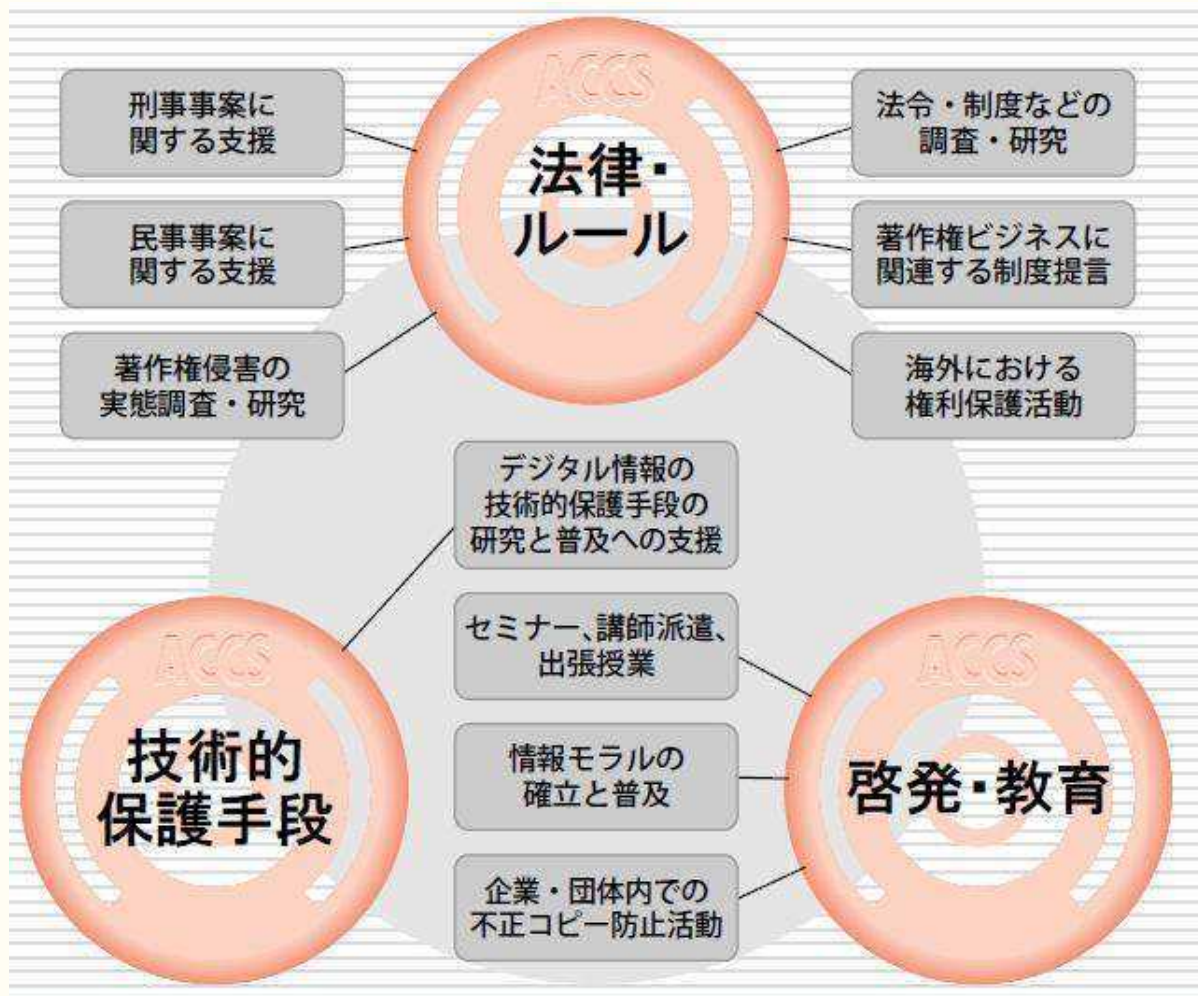 ACCS
法律・
ルール
刑事事案に
関する支援
民事事案に
関する支援
著作権侵害の
実態調査・研究
法令・制度などの
調査・研究
著作権ビジネスに
関連する制度提言
海外における
権利保護活動
デジタル情報の
技術的保護手段の
研究と普及への支援
セミナー、講師派遣、
出張授業
情報モラルの
確立と普及
企業・団体内での
不正コピー防止活動
ACCS
技術的
保護手段
ACCS
啓発・教育